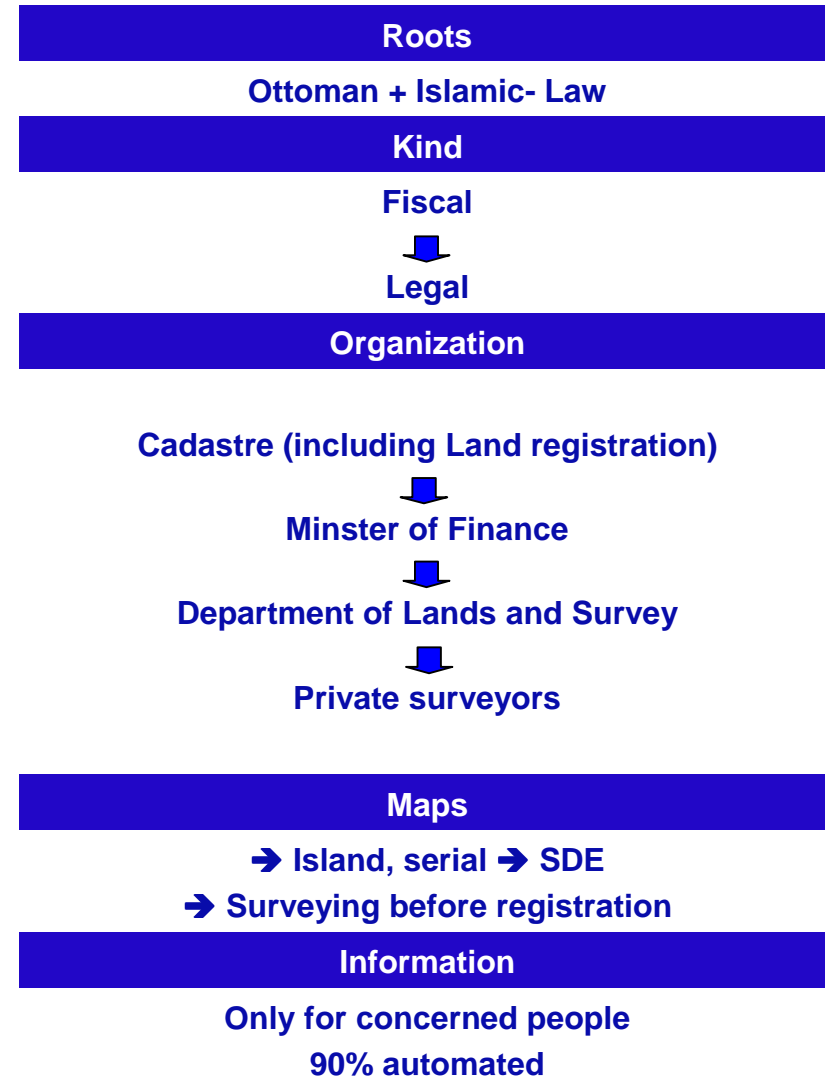 Roots
Ottoman + Islamic- Law
Kind
Fiscal
Legal
Organization
Cadastre (including Land registration)
Minster of Finance
Department of Lands and Survey
Private surveyors
Maps
➔ Island, serial ➔ SDE
➔ Surveying before registration
Information
Only for concerned people
90% automated